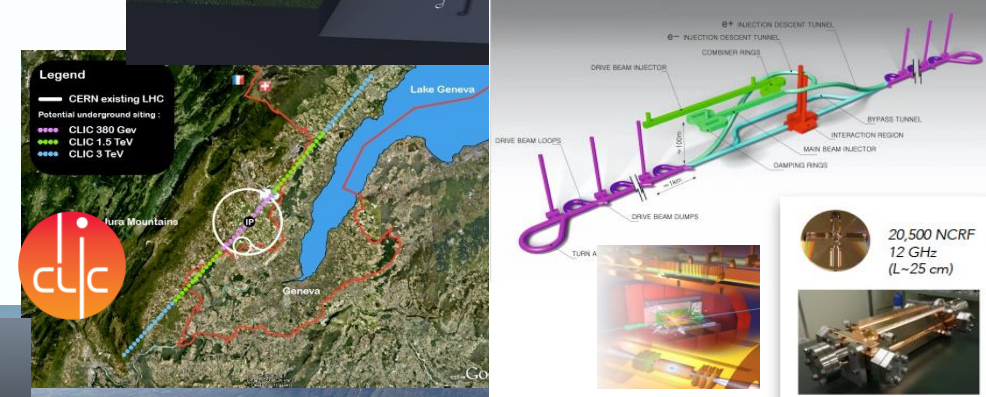 Legend
CERN existing LHC
Potential underground siting :
CLIC 380 Gev
CLIC 1.5 TeV
CLIC 3 TeV
Lake Geneva
Jura Mountains
IP
Geneva
clic
e+ INJECTION DESCENT TUNNEL
e- INJECTION DESCENT TUNNEL
COMBINER RINGS
DRIVE BEAM INJECTOR
BYPASS TUNNEL
INTERACTION REGION
MAIN BEAM INJECTOR
DAMPING RINGS
DRIVE BEAM LOOPS
≈100m
≈1km
DRIVE BEAM DUMPS
TURN A
20,500 NCRF
12 GHz
(L~25 cm)